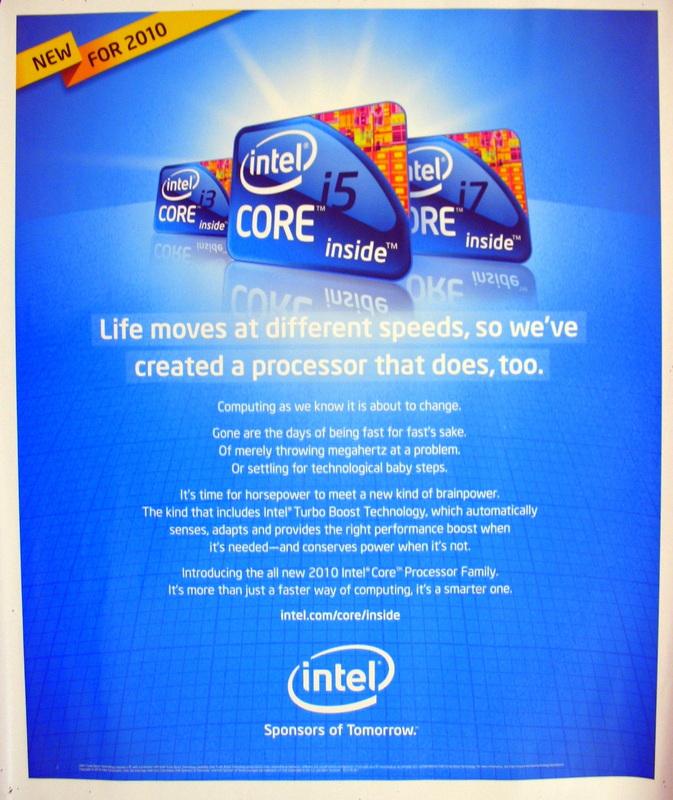 NEW FOR 2010
intel® i3
CORE™
inside™
intel® i5
CORE™
inside™
intel® i7
CORE™
inside™
Life moves at different speeds, so we've
created a processor that does, too.
Computing as we know it is about to change.
Gone are the days of being fast for fast's sake.
Of merely throwing megahertz at a problem.
Or settling for technological baby steps.
It's time for horsepower to meet a new kind of brainpower.
The kind that includes Intel® Turbo Boost Technology, which automatically
senses, adapts and provides the right performance boost when
it's needed—and conserves power when it's not.
Introducing the all new 2010 Intel® Core™ Processor Family.
It's more than just a faster way of computing, it's a smarter one.
intel.com/core/inside
intel®
Sponsors of Tomorrow.™